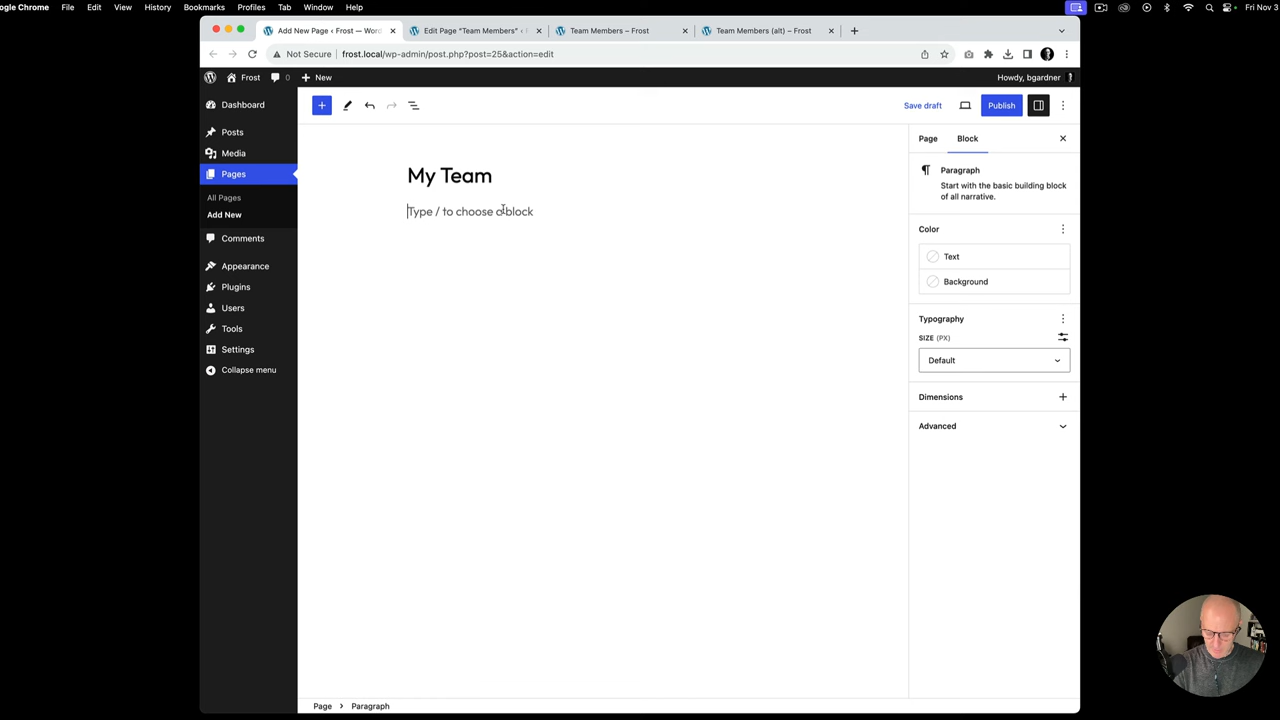 oogle Chrome File Edit View History Bookmarks Profiles Tab Window Help Fri Nov 3
Add New Page ‹ Frost — Wor Edit Page "Team Members" ‹ Team Members – Frost Team Members (alt) – Frost
Not Secure frost.local/wp-admin/post.php?post=25&action=edit
Frost 0 New Howdy, bgardner
Dashboard
Posts
Media
Pages
All Pages
Add New
Comments
Appearance
Plugins
Users
Tools
Settings
Collapse menu
Save draft Publish
My Team
Type / to choose a block
Page Block
Paragraph
Start with the basic building block
of all narrative.
Color
Text
Background
Typography
SIZE (PX)
Default
Dimensions
Advanced
Page › Paragraph